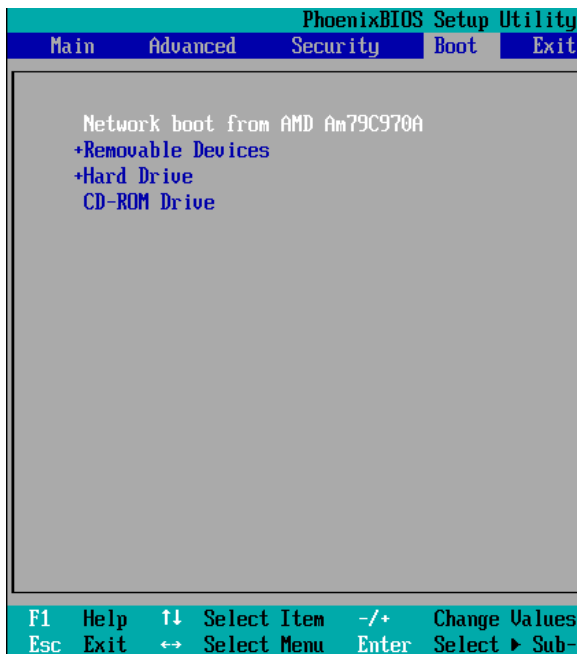 PhoenixBIOS Setup Utility
Main Advanced Security Boot Exit
Network boot from AMD Am79C970A
+Removable Devices
+Hard Drive
CD-ROM Drive
F1 Help ↑↓ Select Item -/+ Change Values
Esc Exit ↔ Select Menu Enter Select ▶ Sub-